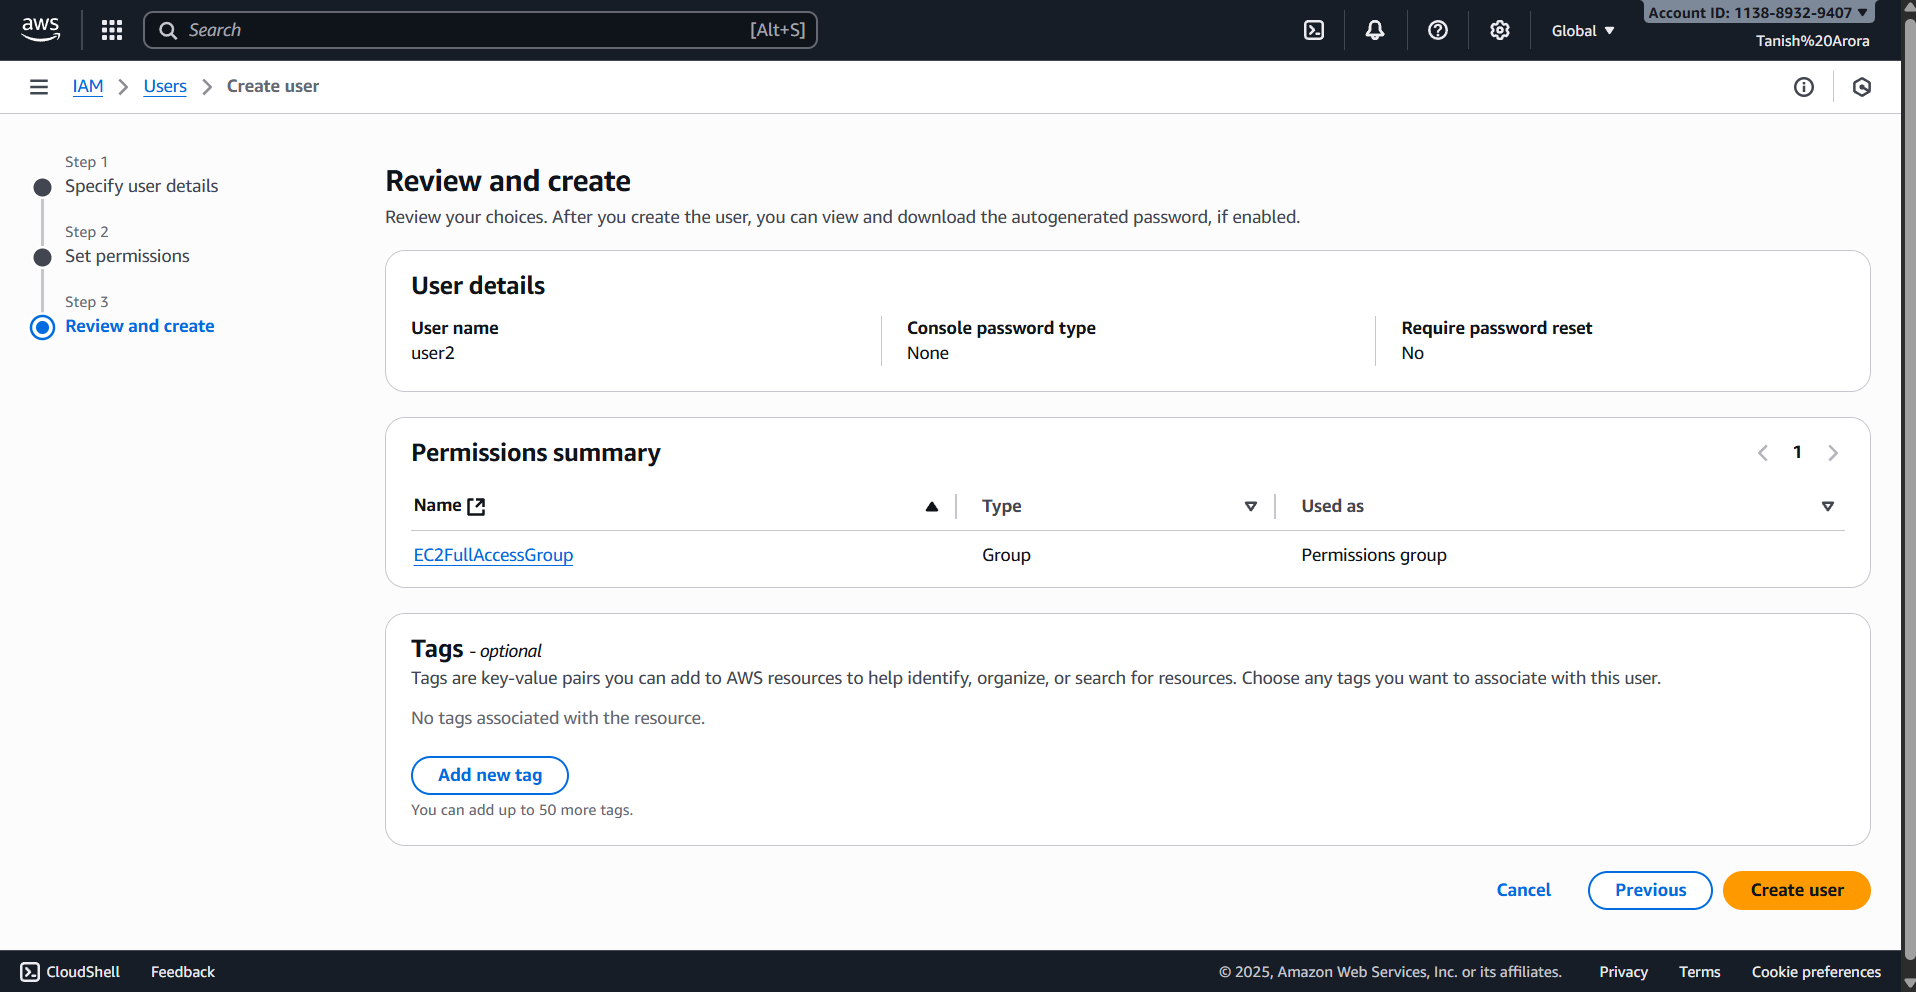 aws
Search [Alt+S]
Global
Account ID: 1138-8932-9407
Tanish%20Arora
IAM > Users > Create user
Step 1
Specify user details
Step 2
Set permissions
Step 3
Review and create
Review and create
Review your choices. After you create the user, you can view and download the autogenerated password, if enabled.
User details
User name
user2
Console password type
None
Require password reset
No
Permissions summary
1
Name Type Used as
EC2FullAccessGroup Group Permissions group
Tags - optional
Tags are key-value pairs you can add to AWS resources to help identify, organize, or search for resources. Choose any tags you want to associate with this user.
No tags associated with the resource.
Add new tag
You can add up to 50 more tags.
Cancel Previous Create user
CloudShell Feedback © 2025, Amazon Web Services, Inc. or its affiliates. Privacy Terms Cookie preferences